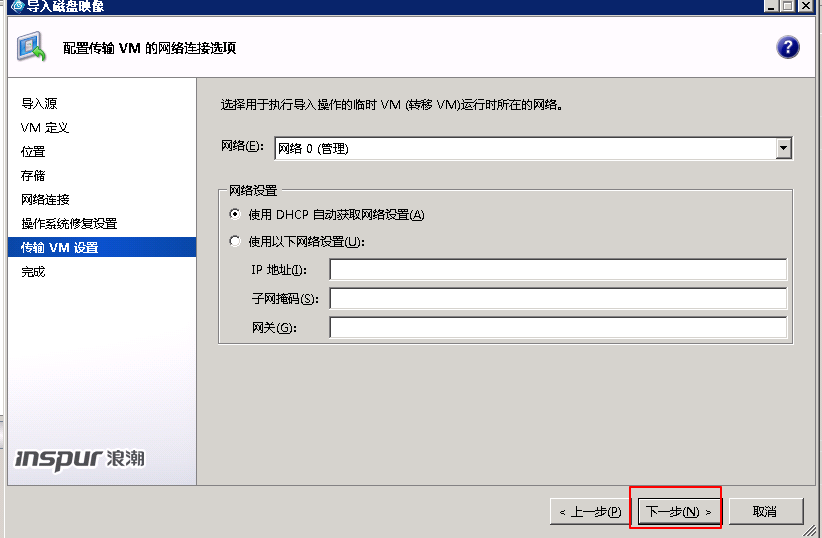 导入磁盘映像
配置传输 VM 的网络连接选项
?
导入源
VM 定义
位置
存储
网络连接
操作系统修复设置
传输 VM 设置
完成
inspur 浪潮
选择用于执行导入操作的临时 VM (转移 VM)运行时所在的网络。
网络(E): 网络 0 (管理)
网络设置
使用 DHCP 自动获取网络设置(A)
使用以下网络设置(U):
IP 地址(I):
子网掩码(S):
网关(G):
< 上一步(P) 下一步(N) > 取消